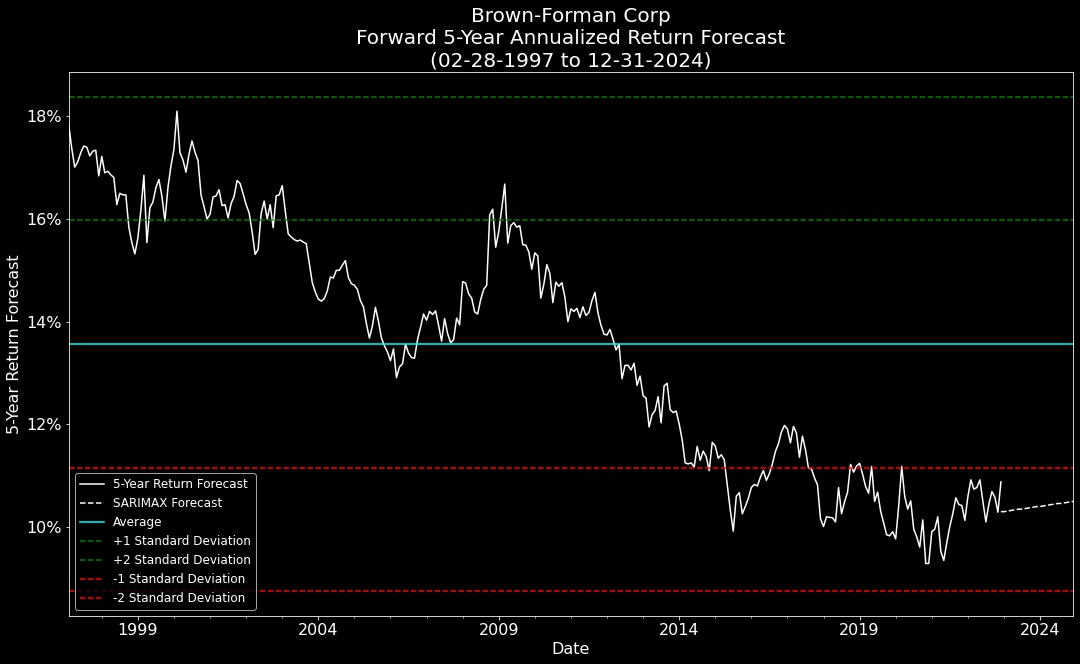 Brown-Forman Corp
Forward 5-Year Annualized Return Forecast
(02-28-1997 to 12-31-2024)
5-Year Return Forecast
18%
16%
14%
12%
10%
5-Year Return Forecast
SARIMAX Forecast
Average
+1 Standard Deviation
+2 Standard Deviation
-1 Standard Deviation
-2 Standard Deviation
1999 2004 2009 2014 2019 2024
Date